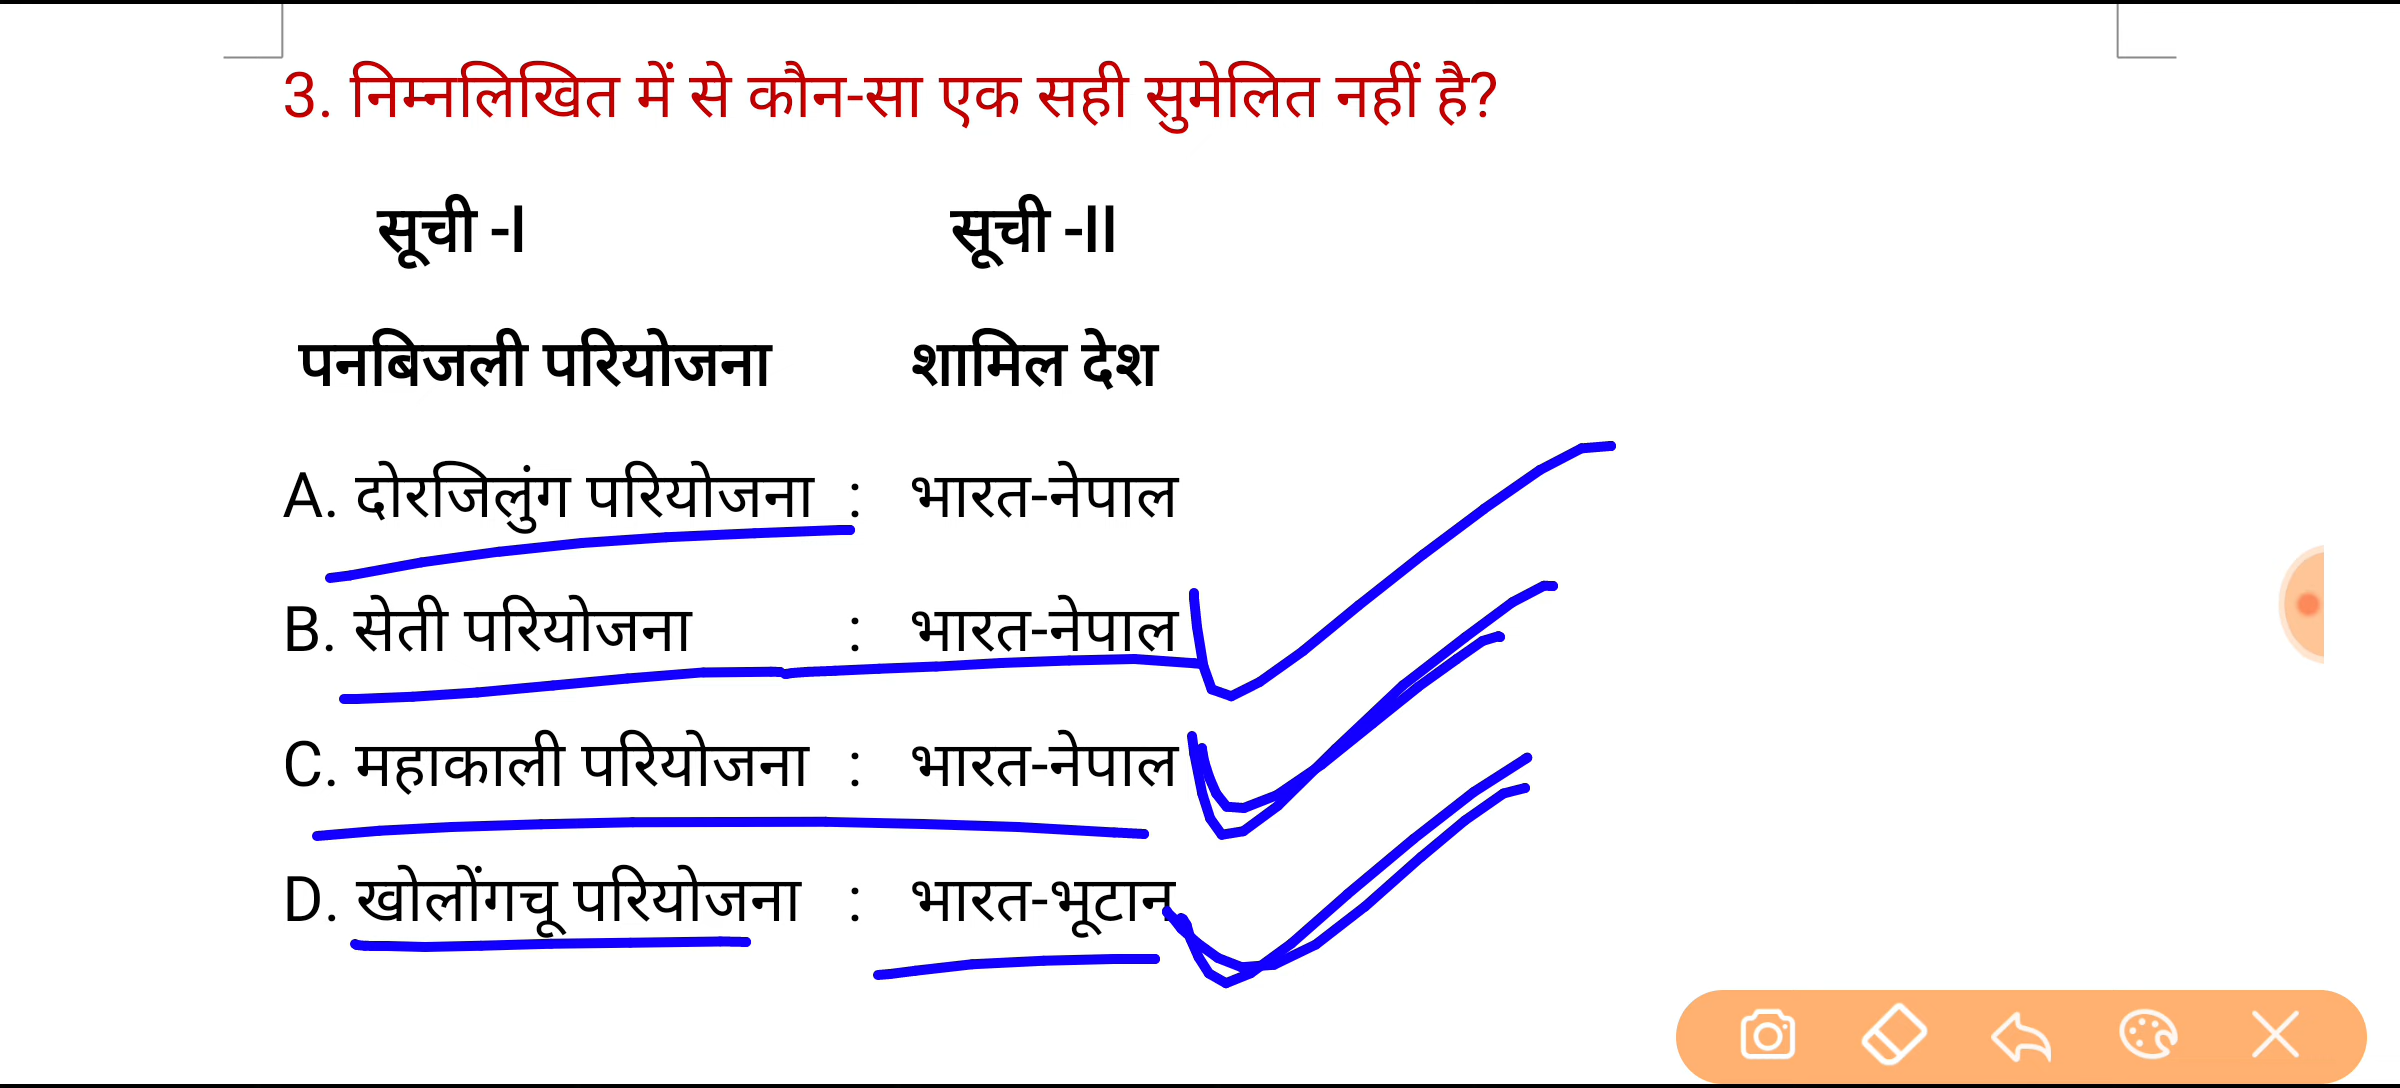 3. निम्नलिखित में से कौन-सा एक सही सुमेलित नहीं है?
सूची -I सूची -II
पनबिजली परियोजना शामिल देश
A. दोरजिलुंग परियोजना : भारत-नेपाल
B. सेती परियोजना : भारत-नेपाल
C. महाकाली परियोजना : भारत-नेपाल
D. खोलोंगचू परियोजना : भारत-भूटान